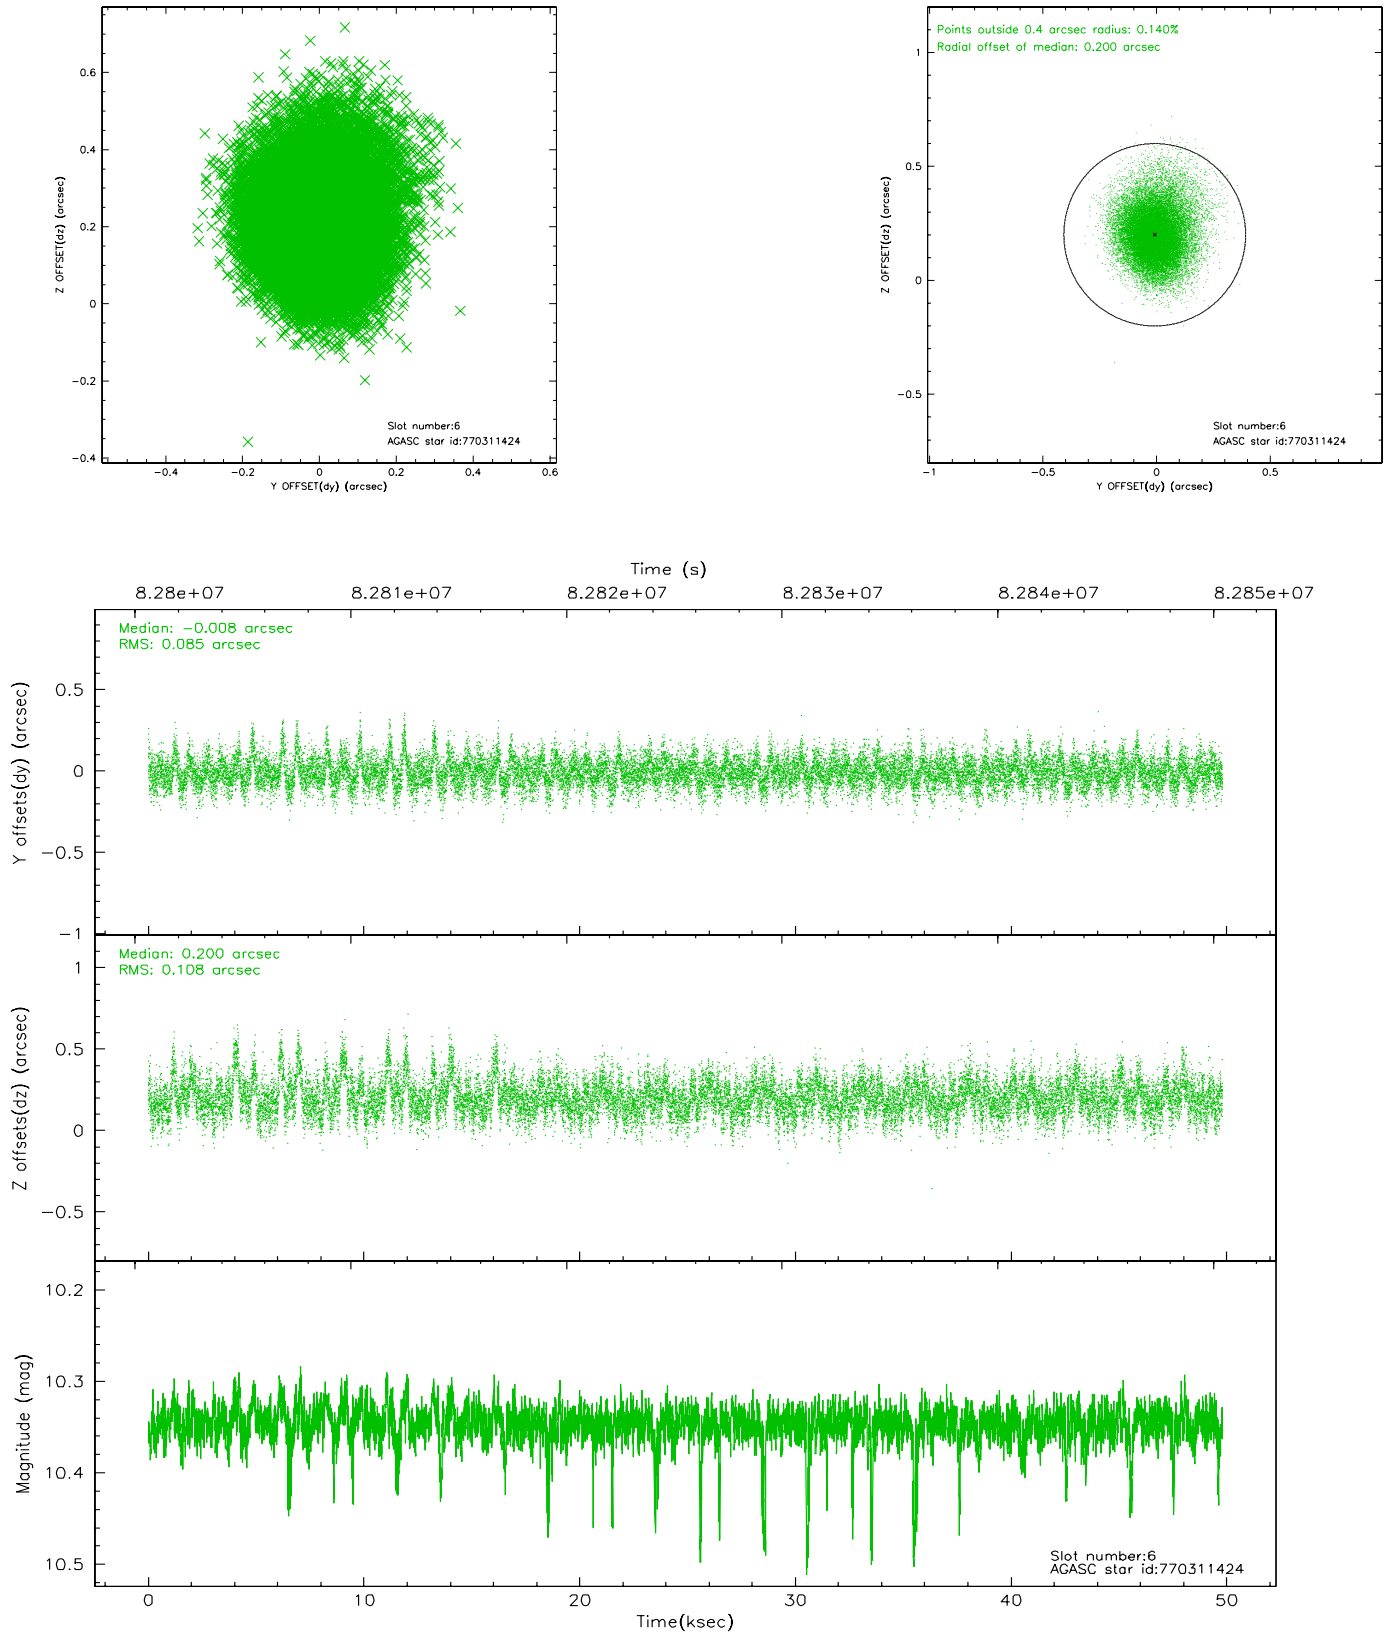 Points outside 0.4 arcsec radius: 0.140%
Radial offset of median: 0.200 arcsec
0.6
0.4
0.2
0
−0.2
−0.4
Z OFFSET(dz) (arcsec)
Slot number:6
AGASC star id:770311424
−0.4 −0.2 0 0.2 0.4 0.6
Y OFFSET(dy) (arcsec)
1
0.5
0
−0.5
Z OFFSET(dz) (arcsec)
Slot number:6
AGASC star id:770311424
−1 −0.5 0 0.5
Y OFFSET(dy) (arcsec)
Time (s)
8.28e+07 8.281e+07 8.282e+07 8.283e+07 8.284e+07 8.285e+07
Median: −0.008 arcsec
RMS: 0.085 arcsec
0.5
0
−0.5
−1
Y offsets(dy) (arcsec)
Median: 0.200 arcsec
RMS: 0.108 arcsec
1
0.5
0
−0.5
Z offsets(dz) (arcsec)
10.2
10.3
10.4
10.5
Magnitude (mag)
Slot number:6
AGASC star id:770311424
0 10 20 30 40 50
Time(ksec)